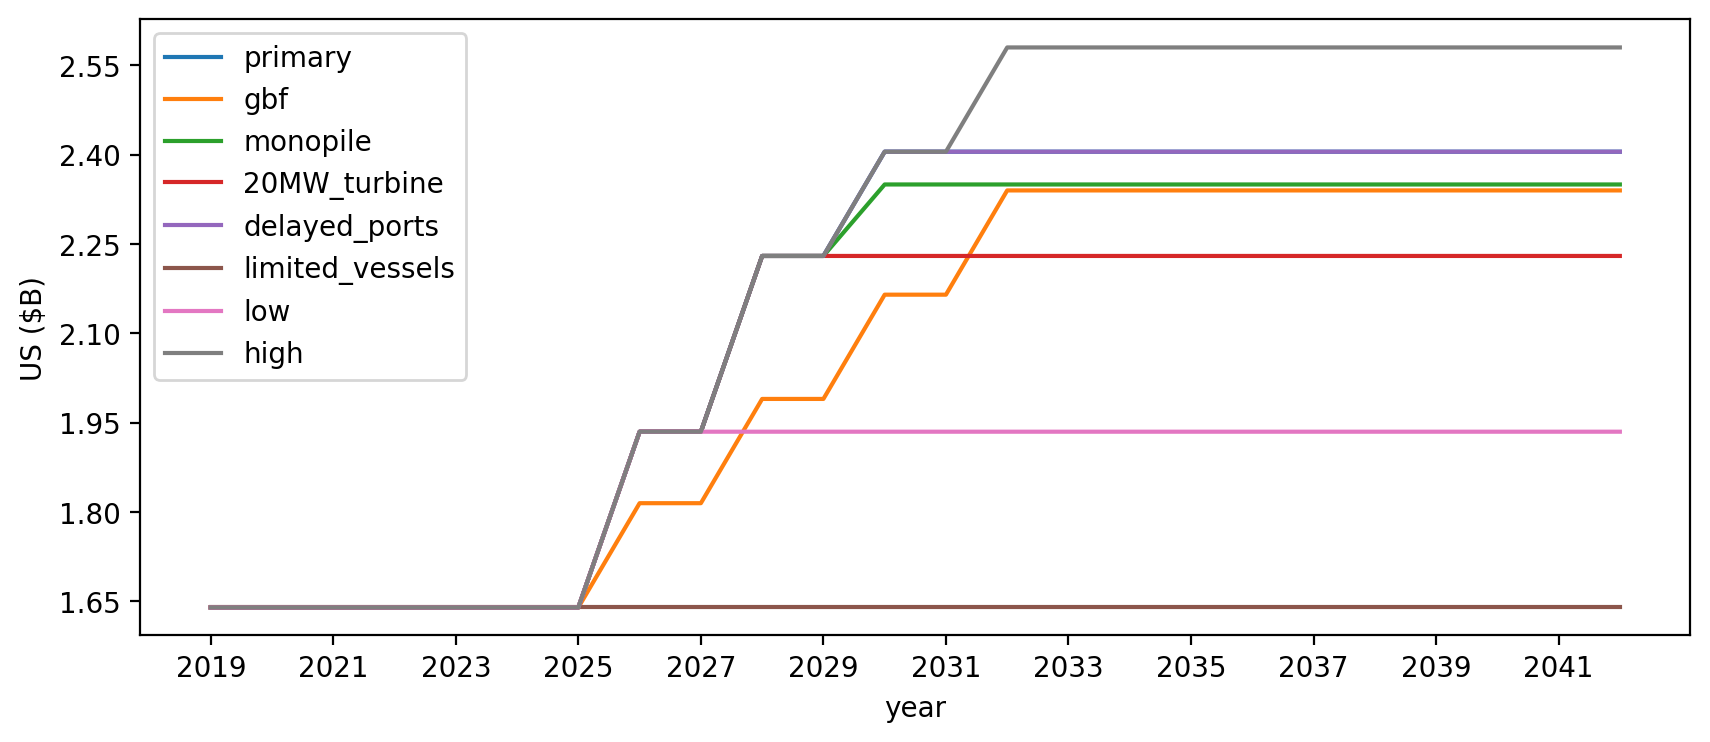 2.55
2.40
2.25
2.10
1.95
1.80
1.65
US ($B)
primary
gbf
monopile
20MW_turbine
delayed_ports
limited_vessels
low
high
2019 2021 2023 2025 2027 2029 2031 2033 2035 2037 2039 2041
year